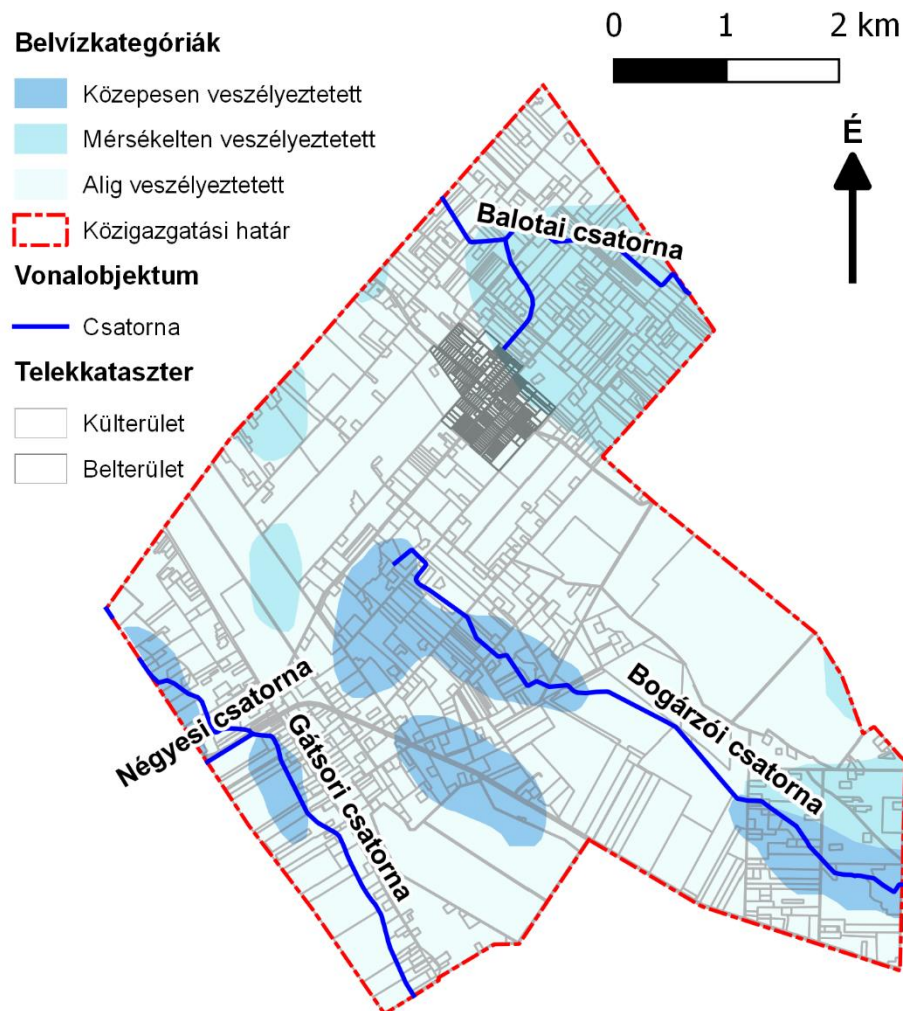 Belvízkategóriák
Közepesen veszélyeztetett
Mérsékelten veszélyeztetett
Alig veszélyeztetett
Közigazgatási határ
Vonalobjektum
Csatorna
Telekkataszter
Külterület
Belterület
0 1 2 km
É
Balotai csatorna
Négyesi csatorna
Gátsori csatorna
Bogárzói csatorna